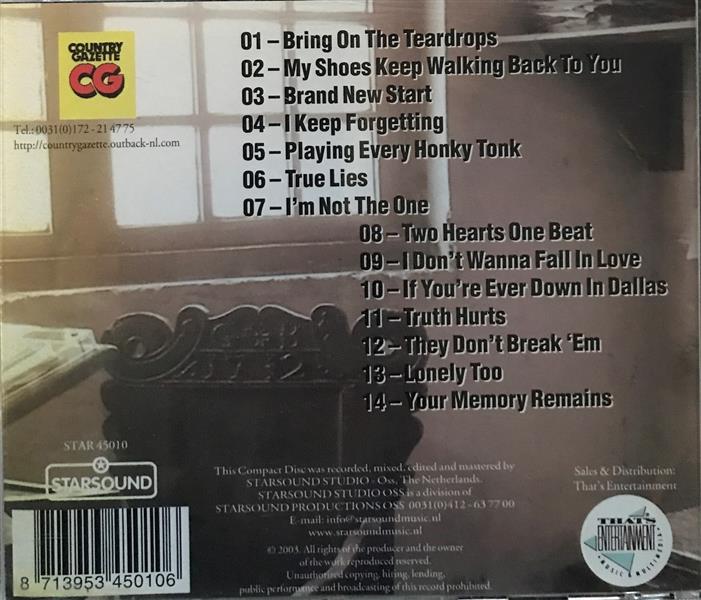 COUNTRY
GAZETTE
CG
Tel.: 0031(0)172 - 21 47 75
http://countrygazette.outback-nl.com
01 – Bring On The Teardrops
02 – My Shoes Keep Walking Back To You
03 – Brand New Start
04 – I Keep Forgetting
05 – Playing Every Honky Tonk
06 – True Lies
07 – I'm Not The One
08 – Two Hearts One Beat
09 – I Don't Wanna Fall In Love
10 – If You're Ever Down In Dallas
11 – Truth Hurts
12 – They Don't Break ‘Em
13 – Lonely Too
14 – Your Memory Remains
STAR 45010
STARSOUND
8 713953 450106
This Compact Disc was recorded, mixed, edited and mastered by
STARSOUND STUDIO - Oss, The Netherlands.
STARSOUND STUDIO OSS is a division of
STARSOUND PRODUCTIONS OSS 0031(0)412 - 63 77 00
E-mail: info@starsoundmusic.nl
www.starsoundmusic.nl
© 2003. All rights of the producer and the owner
of the work reproduced reserved.
Unauthorized copying, hiring, lending,
public performance and broadcasting of this record prohibited.
Sales & Distribution:
That's Entertainment
THAT'S
ENTERTAINMENT
MUSIC & MULTIMEDIA